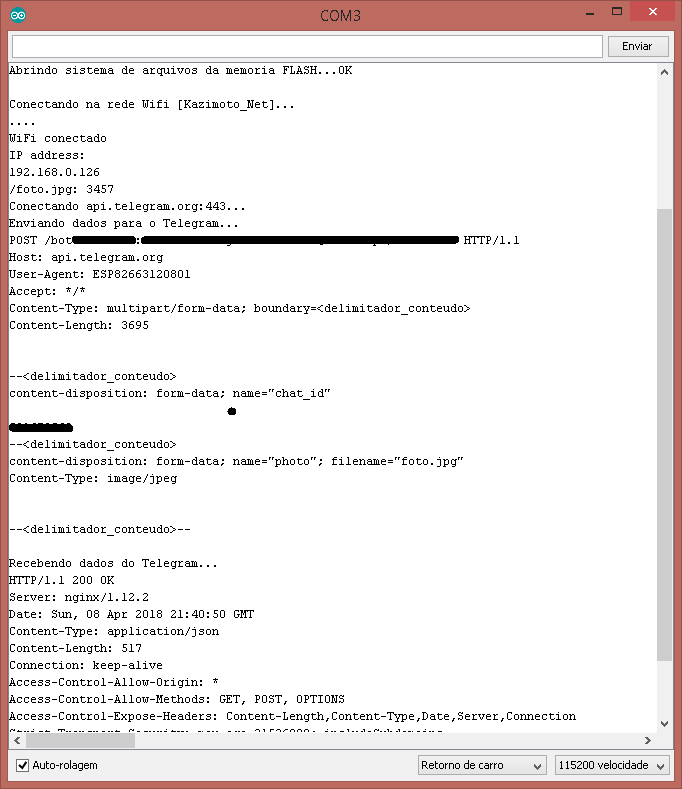 COM3
Enviar
Abrindo sistema de arquivos da memoria FLASH...OK
Conectando na rede Wifi [Kazimoto_Net]...
....
WiFi conectado
IP address:
192.168.0.126
/foto.jpg: 3457
Conectando api.telegram.org:443...
Enviando dados para o Telegram...
POST /bot : HTTP/1.1
Host: api.telegram.org
User-Agent: ESP82663120801
Accept: */*
Content-Type: multipart/form-data; boundary=<delimitador_conteudo>
Content-Length: 3695
--<delimitador_conteudo>
content-disposition: form-data; name="chat_id"
--<delimitador_conteudo>
content-disposition: form-data; name="photo"; filename="foto.jpg"
Content-Type: image/jpeg
--<delimitador_conteudo>--
Recebendo dados do Telegram...
HTTP/1.1 200 OK
Server: nginx/1.12.2
Date: Sun, 08 Apr 2018 21:40:50 GMT
Content-Type: application/json
Content-Length: 517
Connection: keep-alive
Access-Control-Allow-Origin: *
Access-Control-Allow-Methods: GET, POST, OPTIONS
Access-Control-Expose-Headers: Content-Length,Content-Type,Date,Server,Connection
Auto-rolagem
Retorno de carro
115200 velocidade